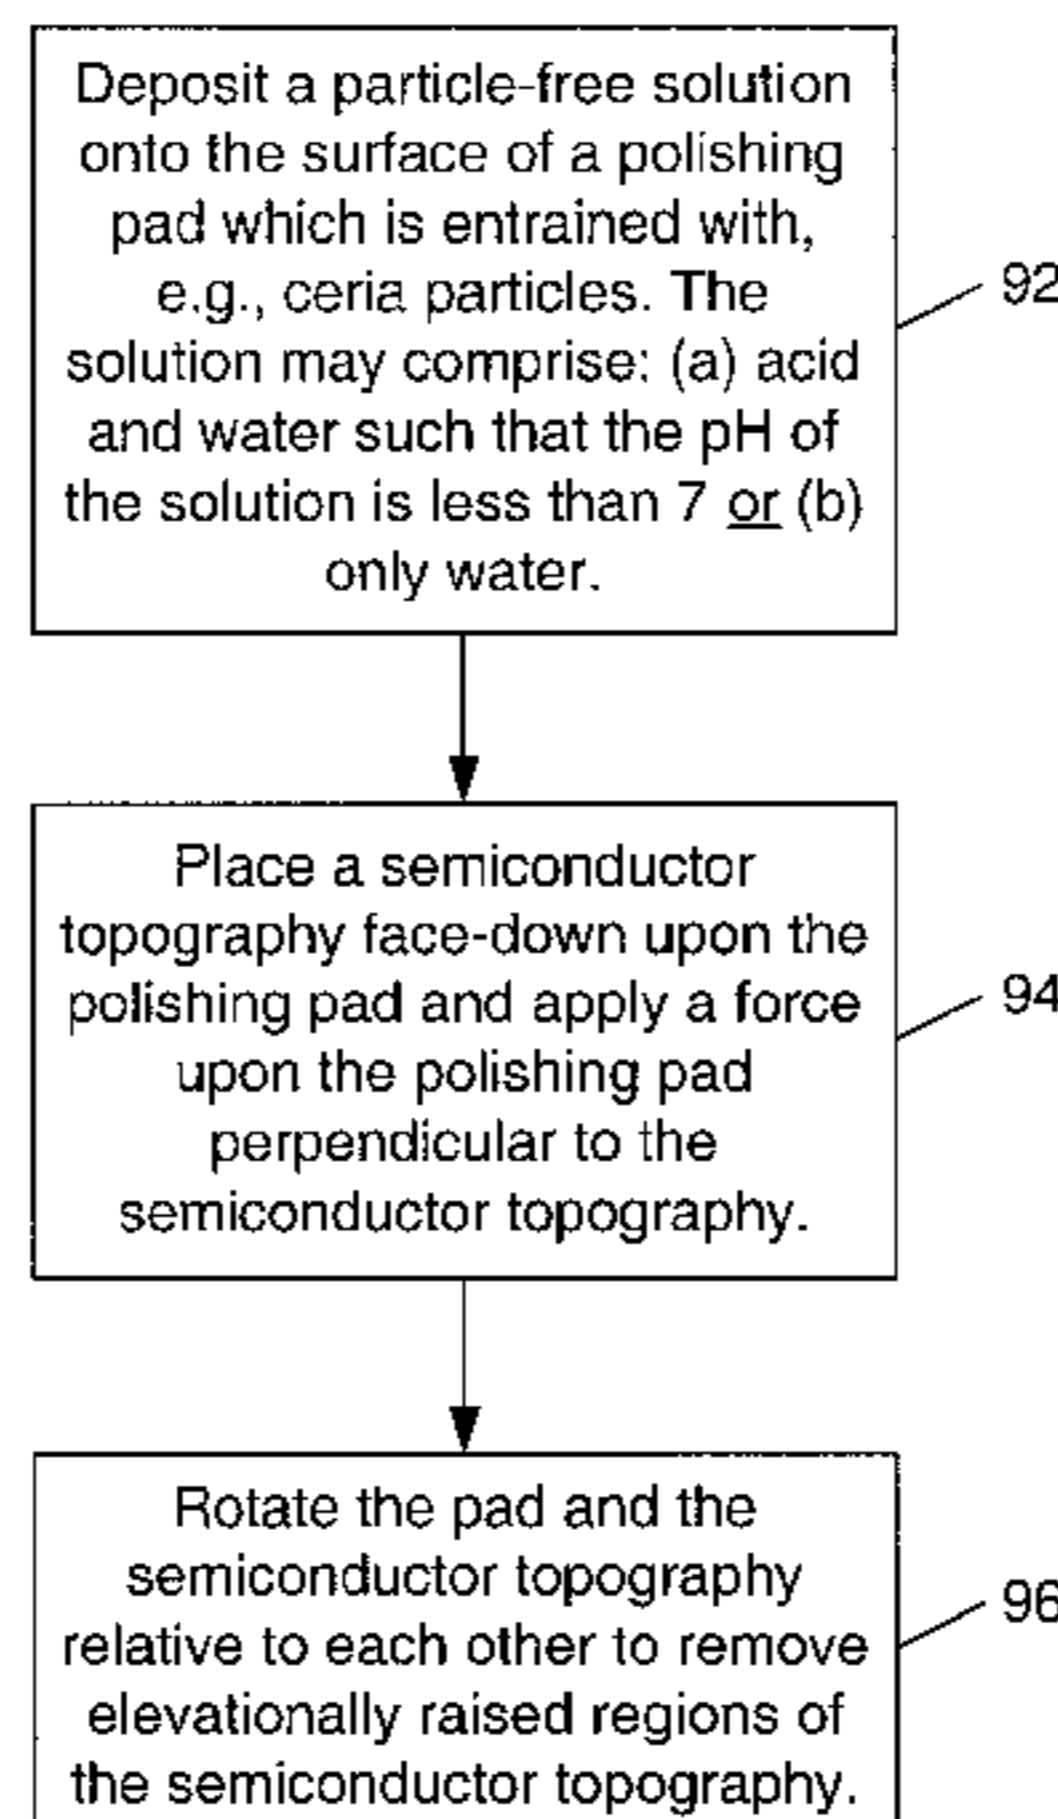 Deposit a particle-free solution
onto the surface of a polishing
pad which is entrained with,
e.g., ceria particles. The
solution may comprise: (a) acid
and water such that the pH of
the solution is less than 7 or (b)
only water.
92
Place a semiconductor
topography face-down upon the
polishing pad and apply a force
upon the polishing pad
perpendicular to the
semiconductor topography.
94
Rotate the pad and the
semiconductor topography
relative to each other to remove
elevationally raised regions of
the semiconductor topography.
96